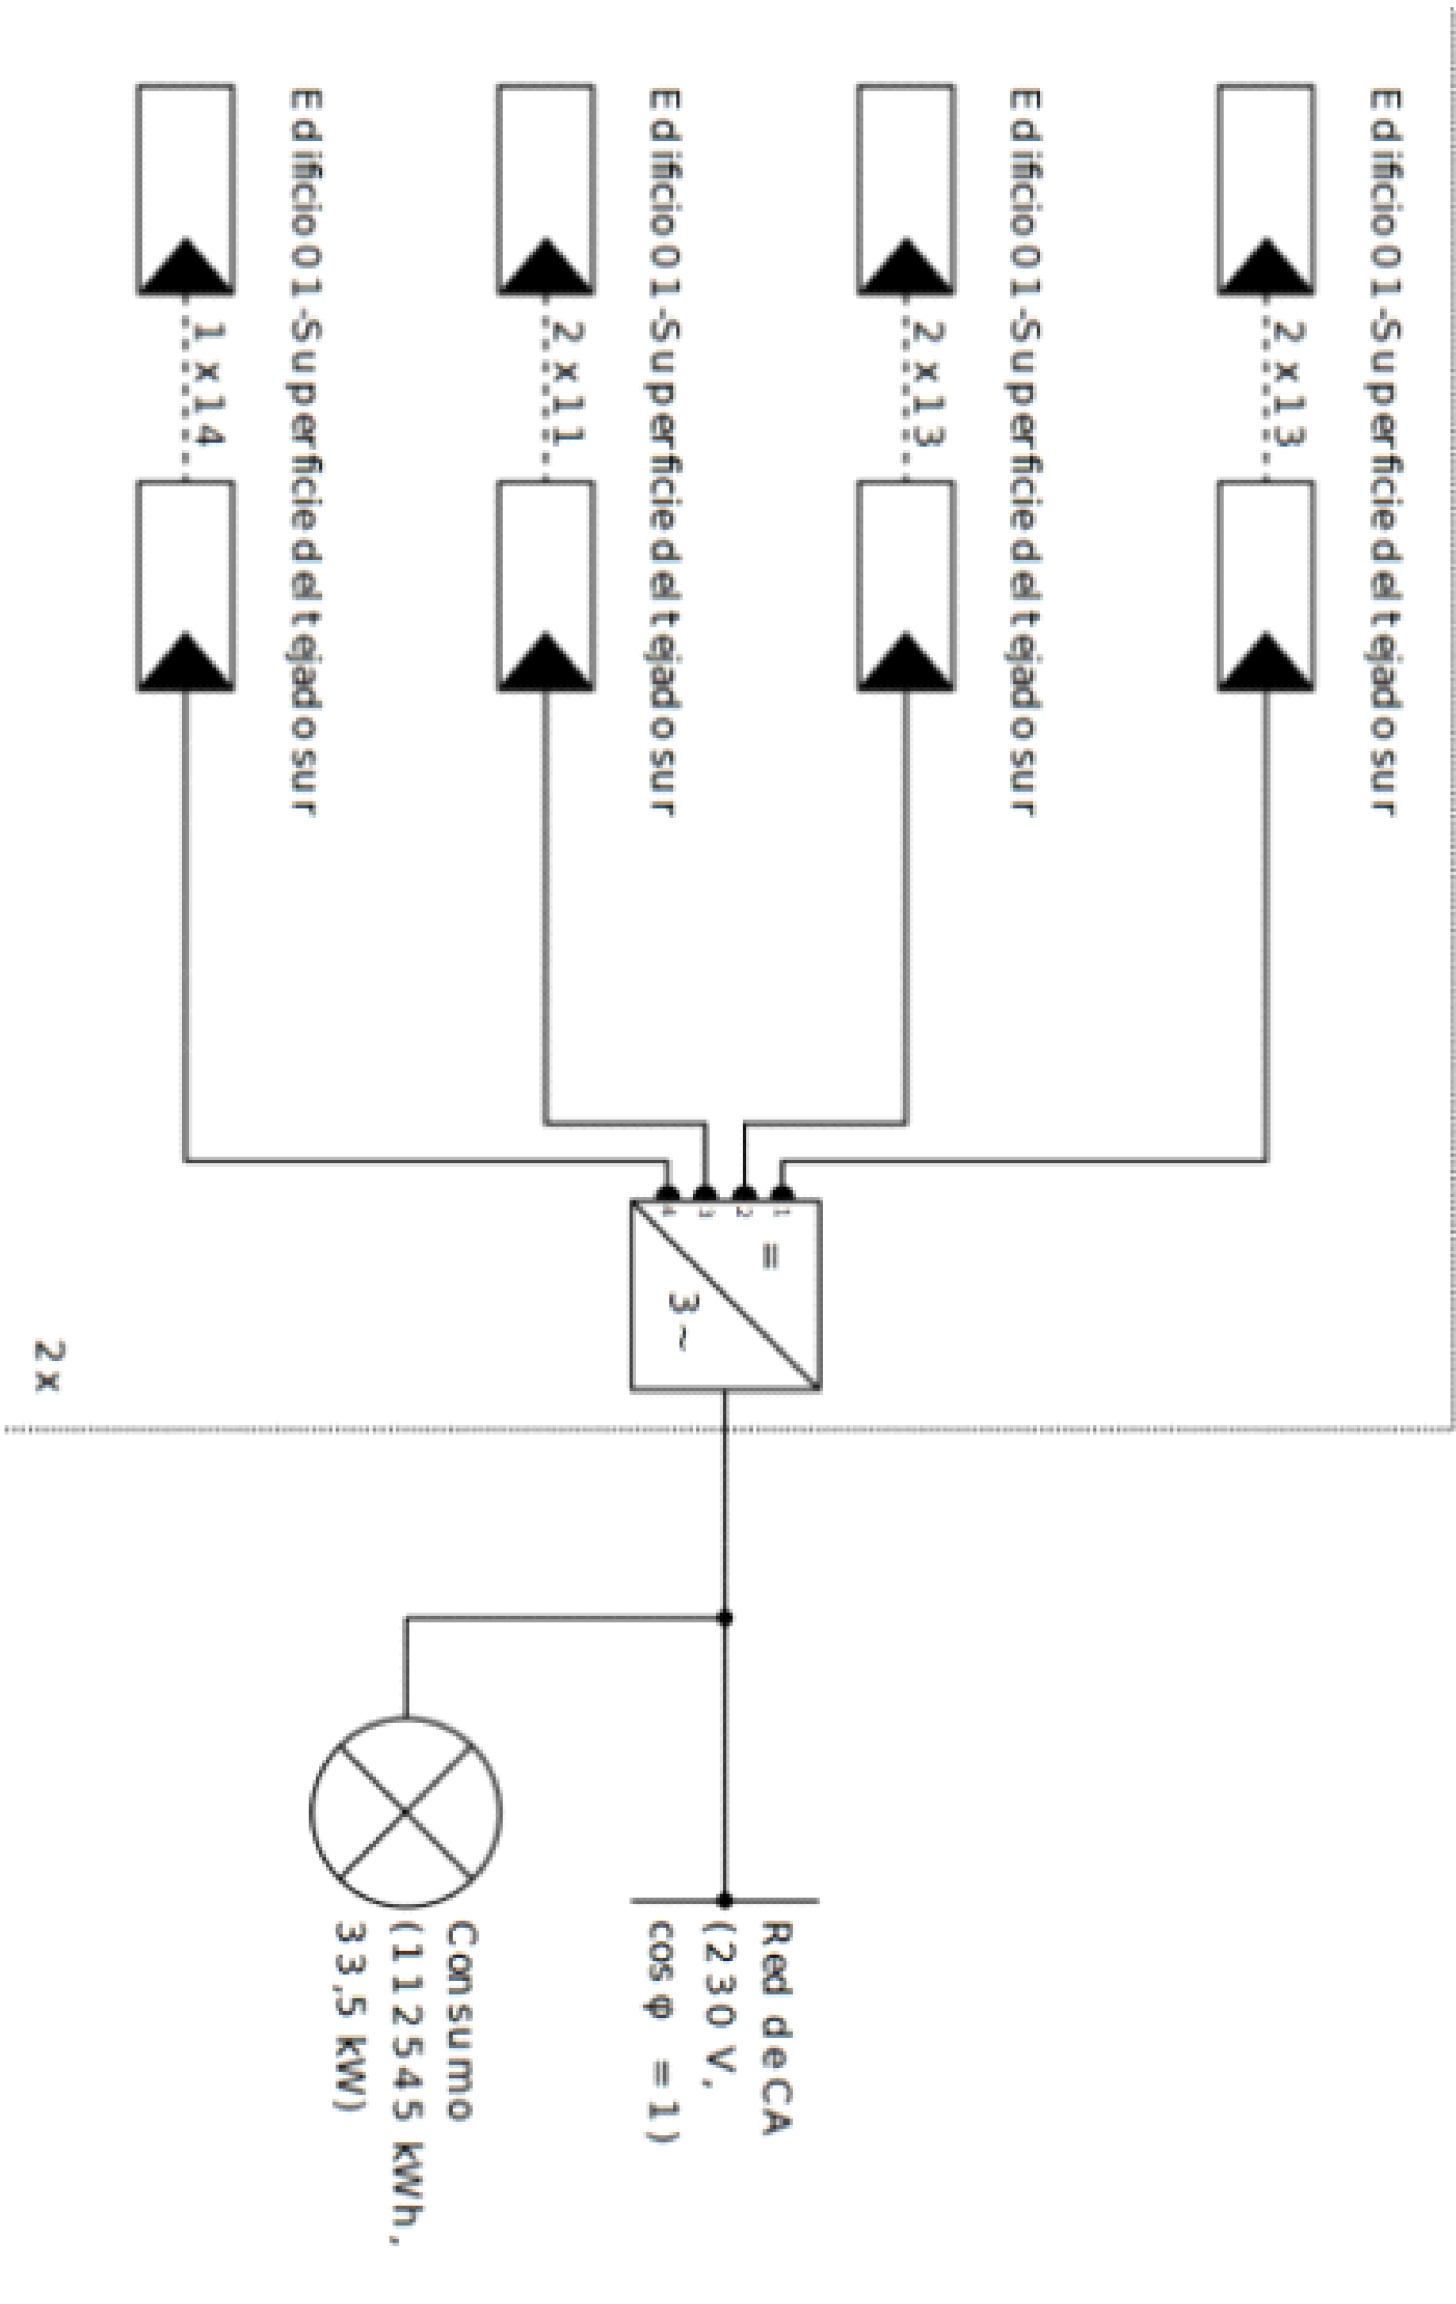 Edificio 01-Superficie del tejado sur
2 x 13
Edificio 01-Superficie del tejado sur
2 x 13
Edificio 01-Superficie del tejado sur
2 x 11
Edificio 01-Superficie del tejado sur
1 x 14
1
2
3
4
=
3 ~
2 x
Red de CA
(230 V,
cos φ = 1)
Consumo
(112545 kWh,
33,5 kW)